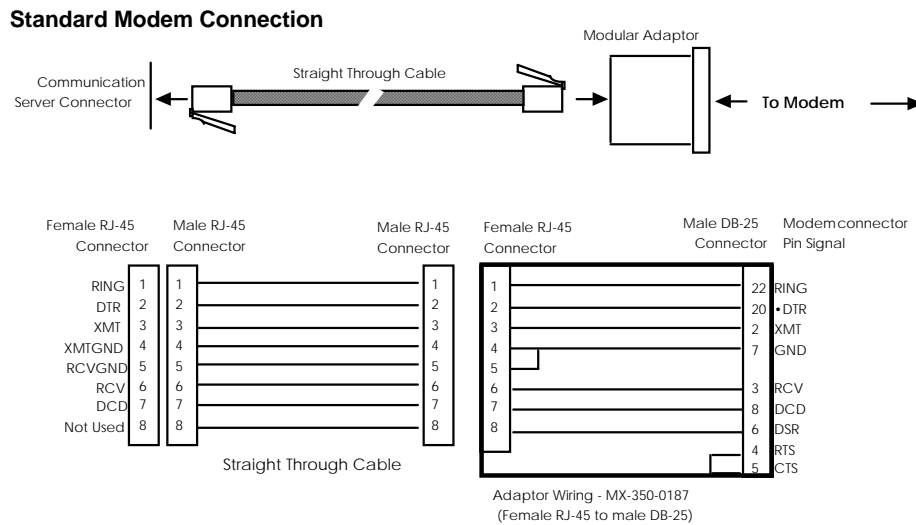 Standard Modem Connection
Modular Adaptor
Straight Through Cable
Communication
Server Connector
To Modem
Female RJ-45
Connector
Male RJ-45
Connector
Male RJ-45
Connector
Female RJ-45
Connector
Male DB-25
Connector
Modem connector
Pin Signal
RING 1 1 1 1 22 RING
DTR 2 2 2 2 20 •DTR
XMT 3 3 3 3 2 XMT
XMTGND 4 4 4 4 7 GND
RCVGND 5 5 5 5
RCV 6 6 6 6 3 RCV
DCD 7 7 7 7 8 DCD
Not Used 8 8 8 8 6 DSR
4 RTS
5 CTS
Straight Through Cable
Adaptor Wiring - MX-350-0187
(Female RJ-45 to male DB-25)